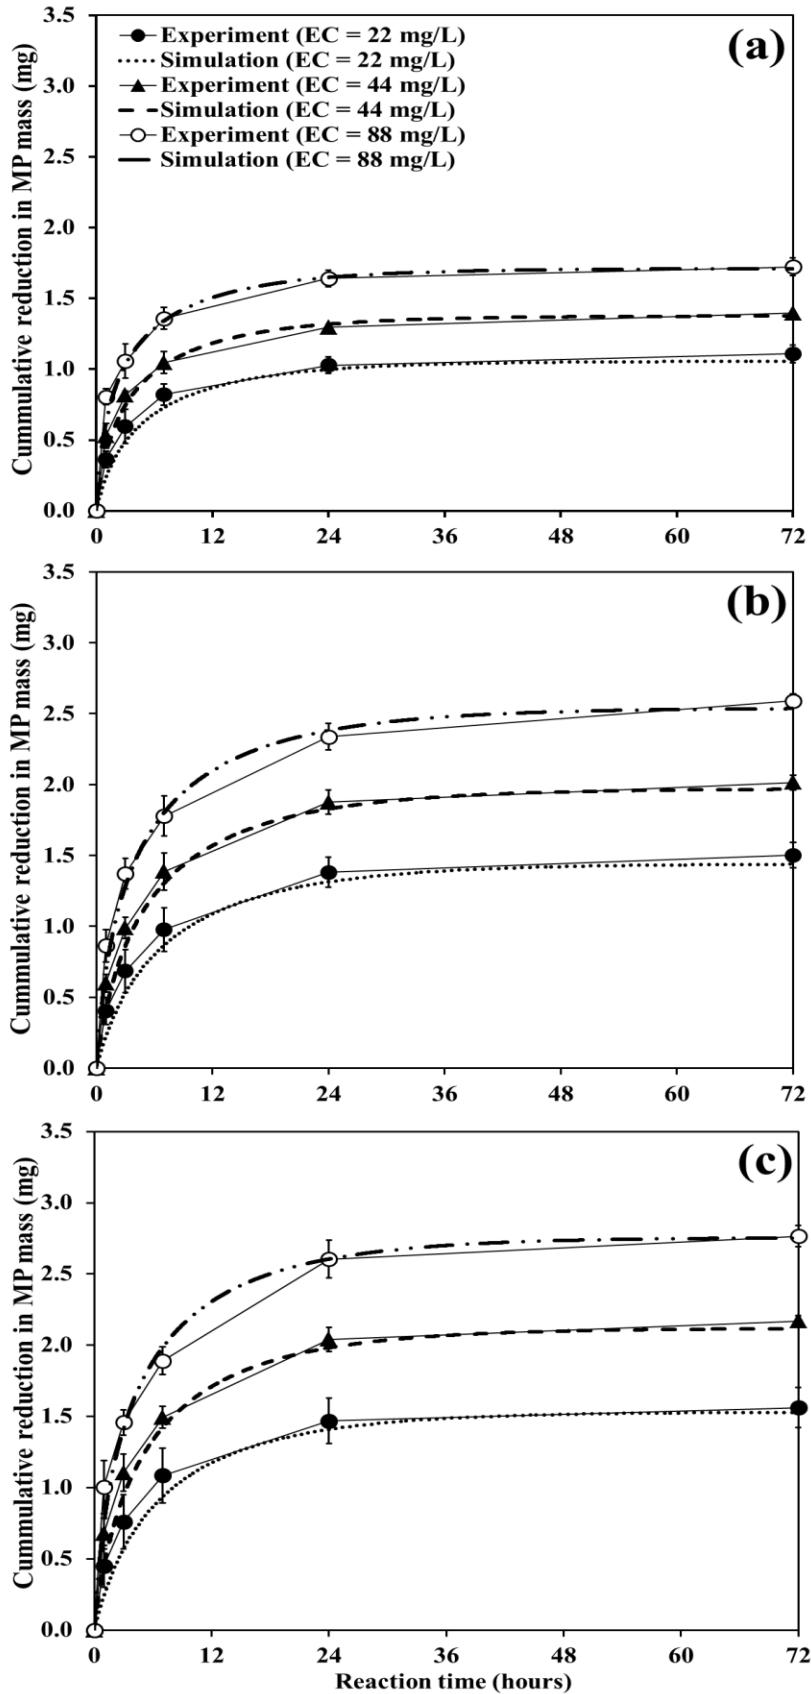 Cummulative reduction in MP mass (mg)
3.5
3.0
2.5
2.0
1.5
1.0
0.5
0.0
Experiment (EC = 22 mg/L)
Simulation (EC = 22 mg/L)
Experiment (EC = 44 mg/L)
Simulation (EC = 44 mg/L)
Experiment (EC = 88 mg/L)
Simulation (EC = 88 mg/L)
(a)
0 12 24 36 48 60 72
Cummulative reduction in MP mass (mg)
3.5
3.0
2.5
2.0
1.5
1.0
0.5
0.0
(b)
0 12 24 36 48 60 72
Cummulative reduction in MP mass (mg)
3.5
3.0
2.5
2.0
1.5
1.0
0.5
0.0
(c)
0 12 24 36 48 60 72
Reaction time (hours)